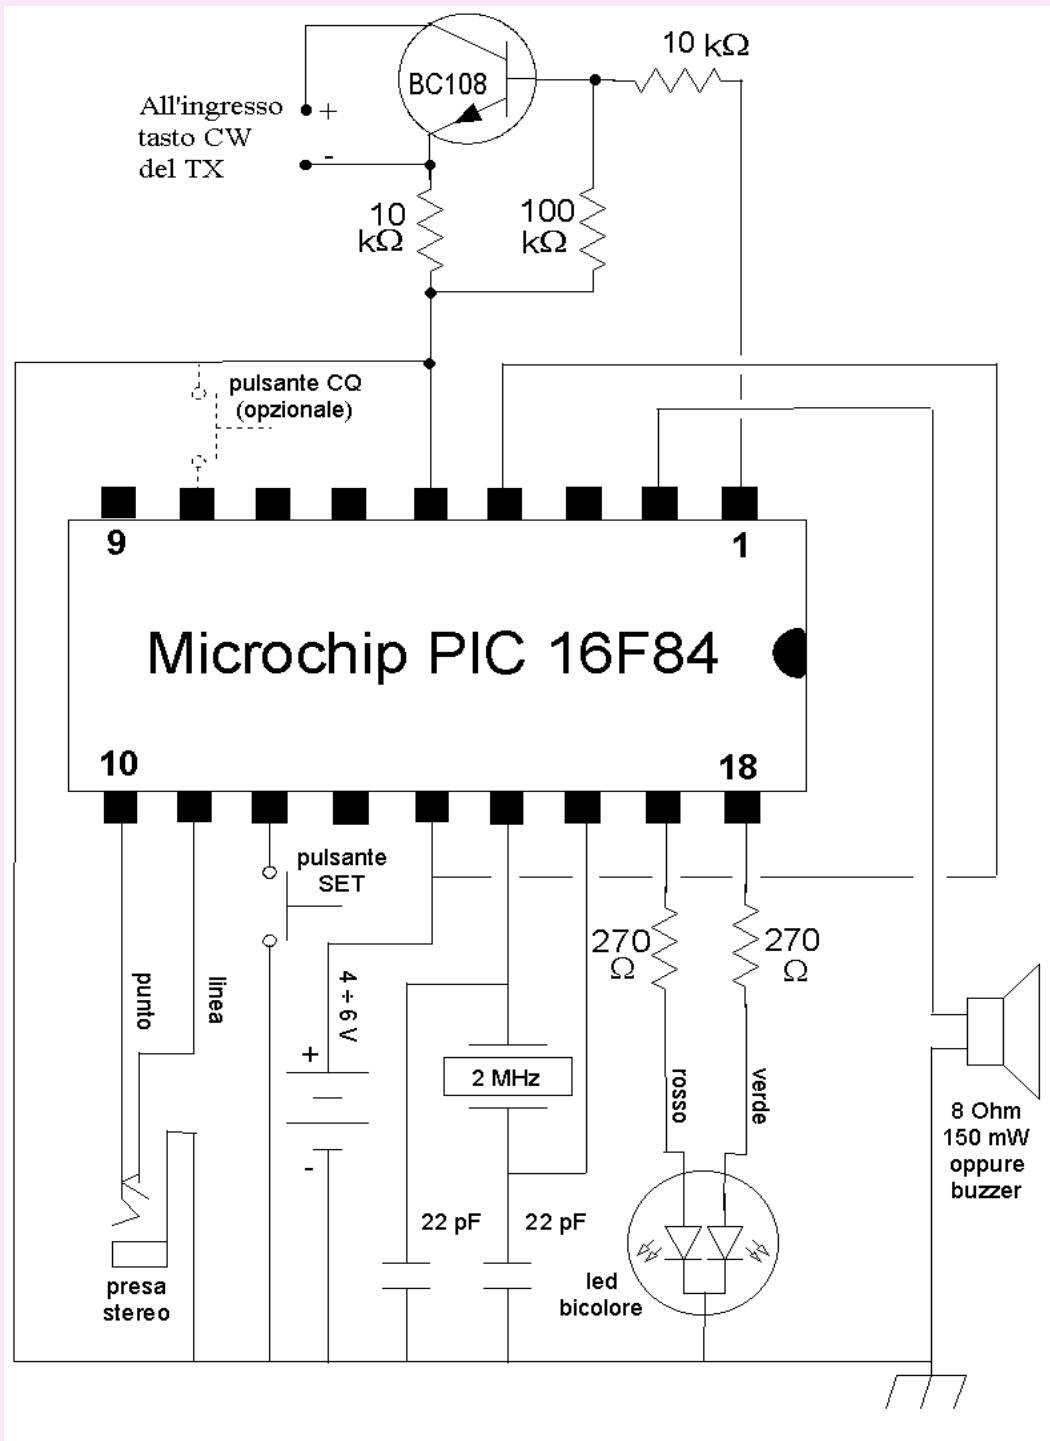 10 kΩ
BC108
All'ingresso
tasto CW
del TX
+
-
10
kΩ
100
kΩ
pulsante CQ
(opzionale)
9
1
Microchip PIC 16F84
10
18
pulsante
SET
270
Ω
270
Ω
punto
linea
4 ÷ 6 V
+
-
2 MHz
rosso
verde
8 Ohm
150 mW
oppure
buzzer
22 pF
22 pF
presa
stereo
led
bicolore